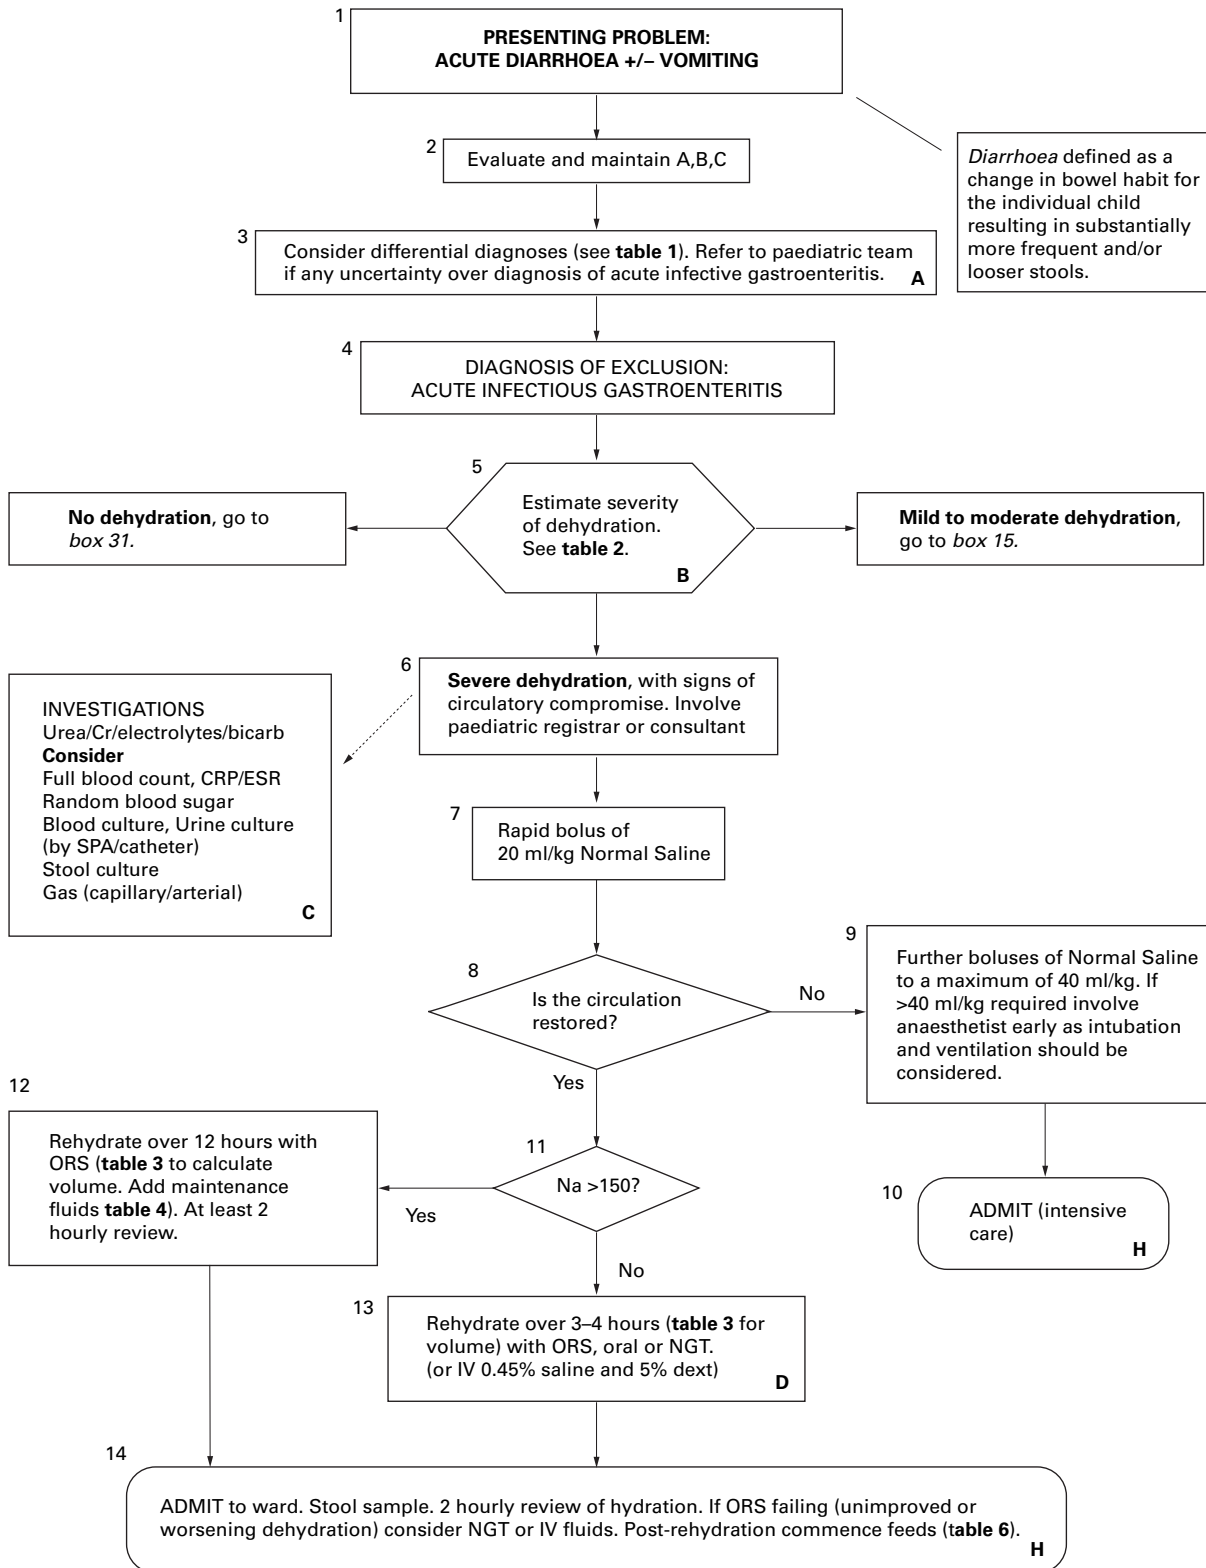 1
PRESENTING PROBLEM:
ACUTE DIARRHOEA +/– VOMITING
2
Evaluate and maintain A,B,C
Diarrhoea defined as a
change in bowel habit for
the individual child
resulting in substantially
more frequent and/or
looser stools.
3
Consider differential diagnoses (see table 1). Refer to paediatric team
if any uncertainty over diagnosis of acute infective gastroenteritis.
A
4
DIAGNOSIS OF EXCLUSION:
ACUTE INFECTIOUS GASTROENTERITIS
5
Estimate severity
of dehydration.
See table 2.
B
No dehydration, go to
box 31.
Mild to moderate dehydration,
go to box 15.
6
Severe dehydration, with signs of
circulatory compromise. Involve
paediatric registrar or consultant
INVESTIGATIONS
Urea/Cr/electrolytes/bicarb
Consider
Full blood count, CRP/ESR
Random blood sugar
Blood culture, Urine culture
(by SPA/catheter)
Stool culture
Gas (capillary/arterial)
C
7
Rapid bolus of
20 ml/kg Normal Saline
8
Is the circulation
restored?
No
Yes
9
Further boluses of Normal Saline
to a maximum of 40 ml/kg. If
>40 ml/kg required involve
anaesthetist early as intubation
and ventilation should be
considered.
10
ADMIT (intensive
care)
H
11
Na >150?
Yes
No
12
Rehydrate over 12 hours with
ORS (table 3 to calculate
volume. Add maintenance
fluids table 4). At least 2
hourly review.
13
Rehydrate over 3–4 hours (table 3 for
volume) with ORS, oral or NGT.
(or IV 0.45% saline and 5% dext)
D
14
ADMIT to ward. Stool sample. 2 hourly review of hydration. If ORS failing (unimproved or
worsening dehydration) consider NGT or IV fluids. Post-rehydration commence feeds (table 6).
H